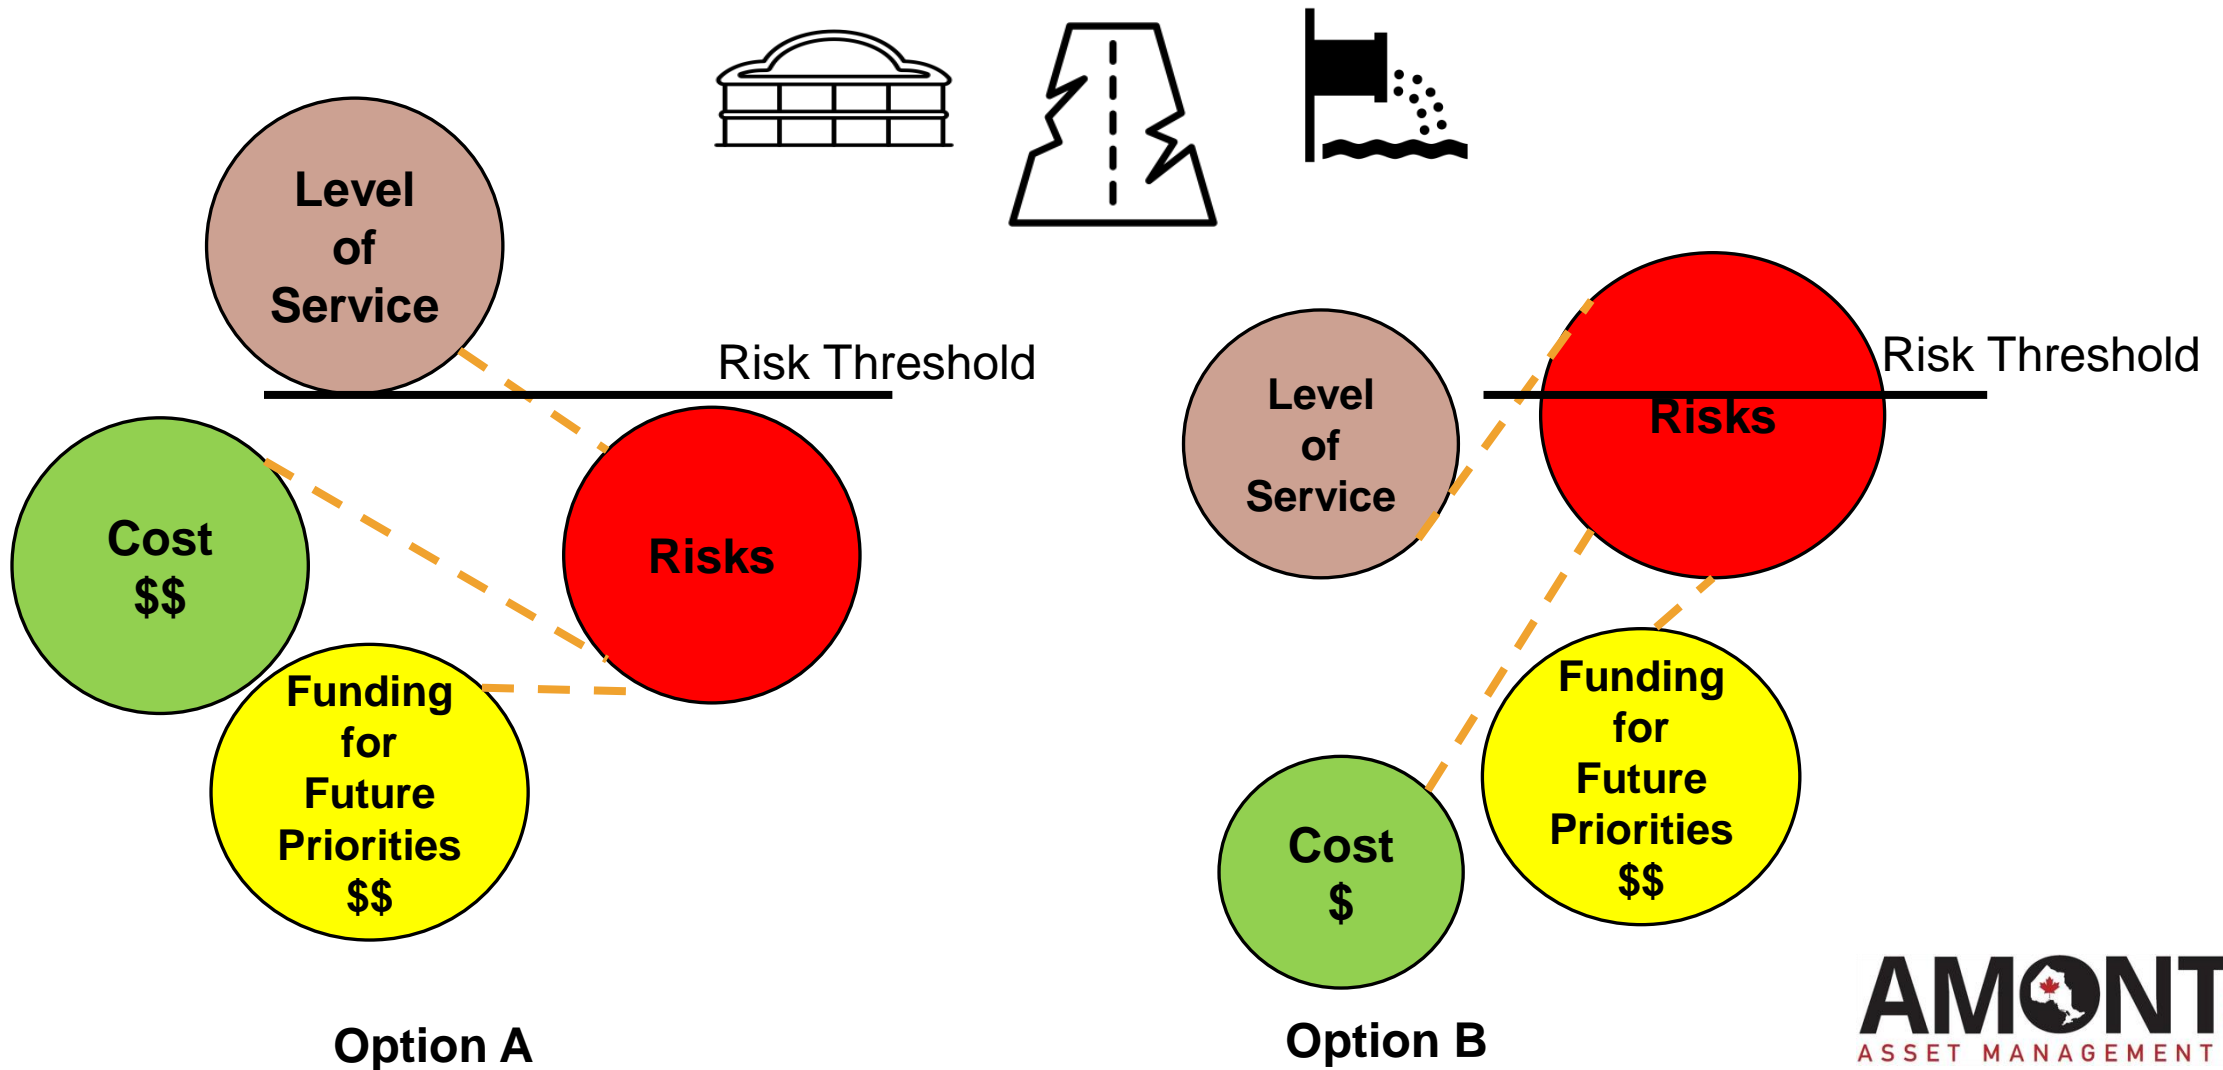 Level
of
Service
Risk Threshold
Cost
$$
Risks
Funding
for
Future
Priorities
$$
Option A
Level
of
Service
Risk Threshold
Risks
Funding
for
Future
Priorities
$$
Cost
$
Option B
AMONT
ASSET MANAGEMENT